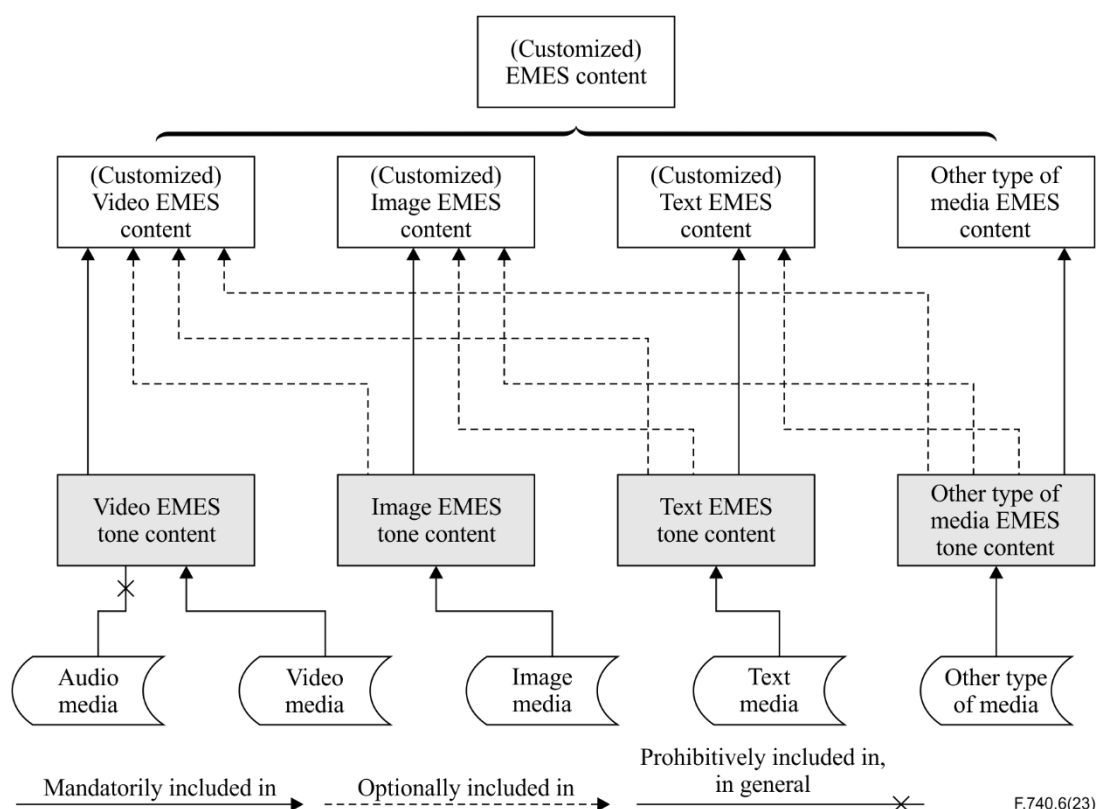 (Customized)
EMES content
(Customized)
Video EMES
content
(Customized)
Image EMES
content
(Customized)
Text EMES
content
Other type of
media EMES
content
Video EMES
tone content
Image EMES
tone content
Text EMES
tone content
Other type of
media EMES
tone content
Audio
media
Video
media
Image
media
Text
media
Other type
of media
Mandatorily included in
Optionally included in
Prohibitively included in,
in general
F.740.6(23)